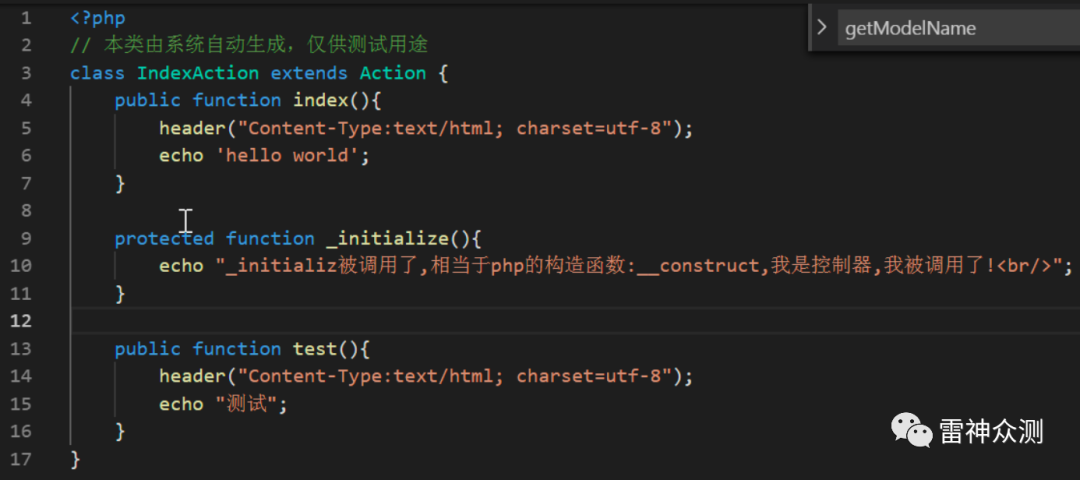 1 <?php
2 // 本类由系统自动生成，仅供测试用途
3 class IndexAction extends Action {
4 public function index(){
5 header("Content-Type:text/html; charset=utf-8");
6 echo 'hello world';
7 }
8
9 protected function _initialize(){
10 echo "_initializ被调用了,相当于php的构造函数:__construct,我是控制器,我被调用了!<br/>";
11 }
12
13 public function test(){
14 header("Content-Type:text/html; charset=utf-8");
15 echo "测试";
16 }
17 }
getModelName
雷神众测